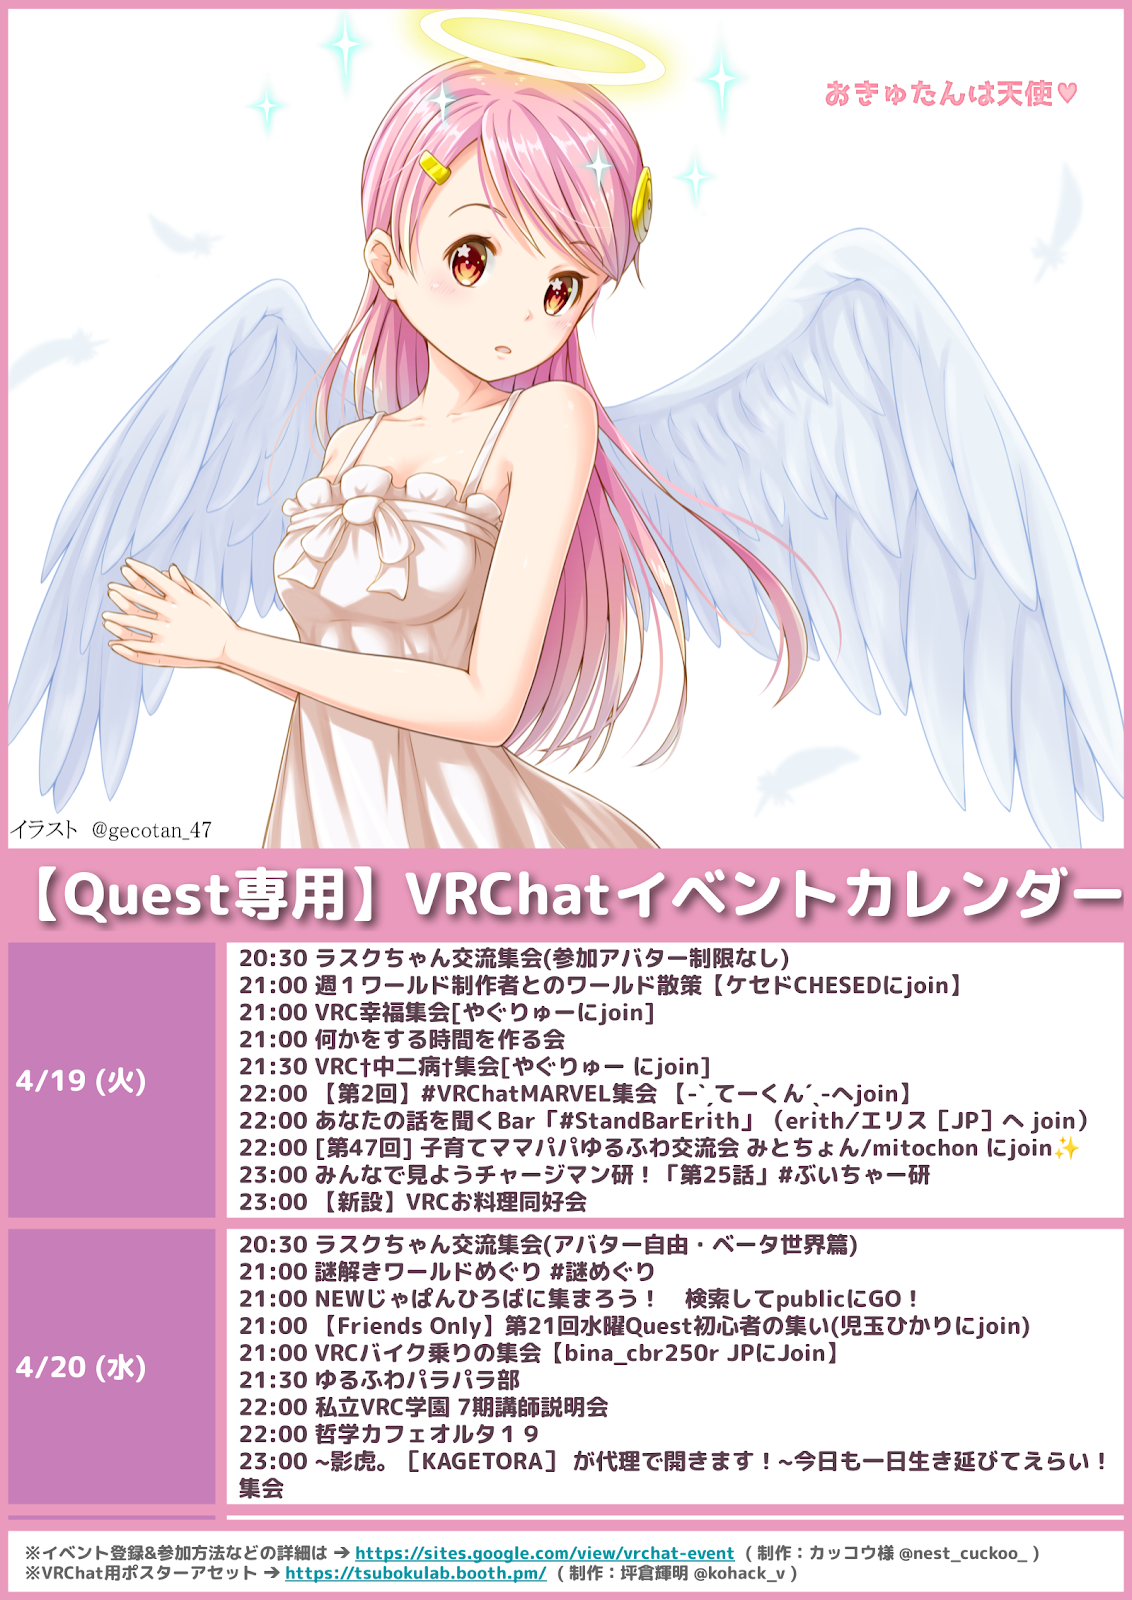 おきゅたんは天使♥
イラスト @gecotan_47
【Quest専用】VRChatイベントカレンダー
4/19 (火)
20:30 ラスクちゃん交流集会(参加アバター制限なし)
21:00 週１ワールド制作者とのワールド散策【ケセドCHESEDにjoin】
21:00 VRC幸福集会[やぐりゅーにjoin]
21:00 何かをする時間を作る会
21:30 VRC†中二病†集会[やぐりゅー にjoin]
22:00 【第2回】#VRChatMARVEL集会 【-ˋˏてーくんˊˎ-へjoin】
22:00 あなたの話を聞くBar「#StandBarErith」（erith/エリス［JP］へ join）
22:00 [第47回] 子育てママパパゆるふわ交流会 みとちょん/mitochon にjoin✨
23:00 みんなで見ようチャージマン研！「第25話」#ぶいちゃー研
23:00 【新設】VRCお料理同好会
4/20 (水)
20:30 ラスクちゃん交流集会(アバター自由・ベータ世界篇)
21:00 謎解きワールドめぐり #謎めぐり
21:00 NEWじゃぱんひろばに集まろう！　検索してpublicにGO！
21:00 【Friends Only】第21回水曜Quest初心者の集い(児玉ひかりにjoin)
21:00 VRCバイク乗りの集会【bina_cbr250r JPにJoin】
21:30 ゆるふわパラパラ部
22:00 私立VRC学園 7期講師説明会
22:00 哲学カフェオルタ１９
23:00 ~影虎。［KAGETORA］ が代理で開きます！~今日も一日生き延びてえらい！
集会
※イベント登録&参加方法などの詳細は ➔ https://sites.google.com/view/vrchat-event ( 制作：カッコウ様 @nest_cuckoo_ )
※VRChat用ポスターアセット ➔ https://tsubokulab.booth.pm/ ( 制作：坪倉輝明 @kohack_v )